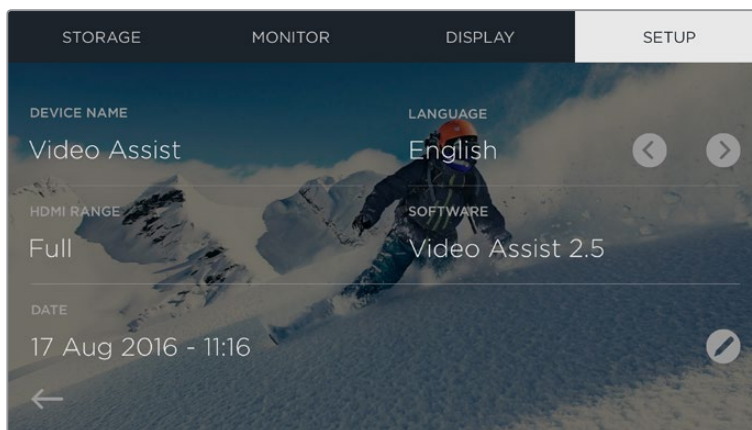 STORAGE MONITOR DISPLAY SETUP
DEVICE NAME
Video Assist
LANGUAGE
English
HDMI RANGE
Full
SOFTWARE
Video Assist 2.5
DATE
17 Aug 2016 - 11:16